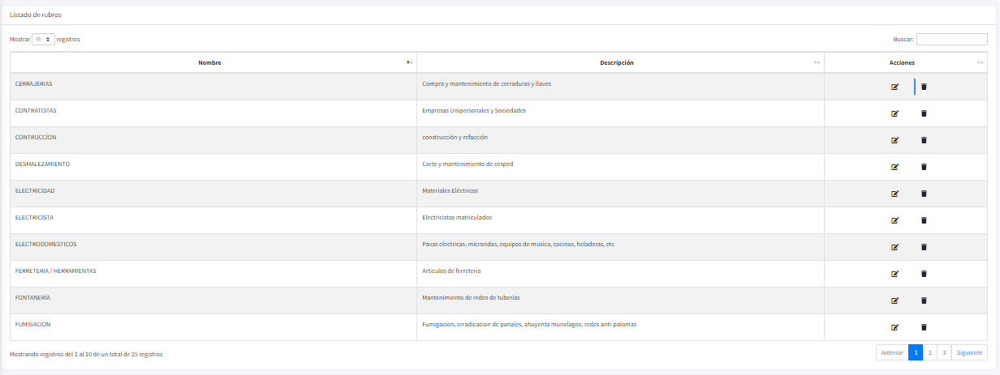 Listado de rubros
Mostrar 10 registros Buscar:
Nombre Descripción Acciones
CERRAJERIAS Compra y mantenimiento de cerraduras y llaves
CONTRATISTAS Empresas Unipersonales y Sociedades
CONTRUCCÍON construcción y refacción
DESMALEZAMIENTO Corte y mantenimiento de cesped
ELECTRICIDAD Materiales Eléctricos
ELECTRICISTA Electricistas matriculados
ELECTRODOMESTICOS Pavas electricas, microndas, equipos de musica, cocinas, heladeras, etc
FERRETERIA / HERRAMIENTAS Articulos de ferreteria
FONTANERÍA Mantenimiento de redes de tuberías
FUMIGACION Fumigacion, erradicacion de panales, ahuyenta murielagos, redes anti-palomas
Mostrando registros del 1 al 10 de un total de 25 registros Anterior 1 2 3 Siguiente